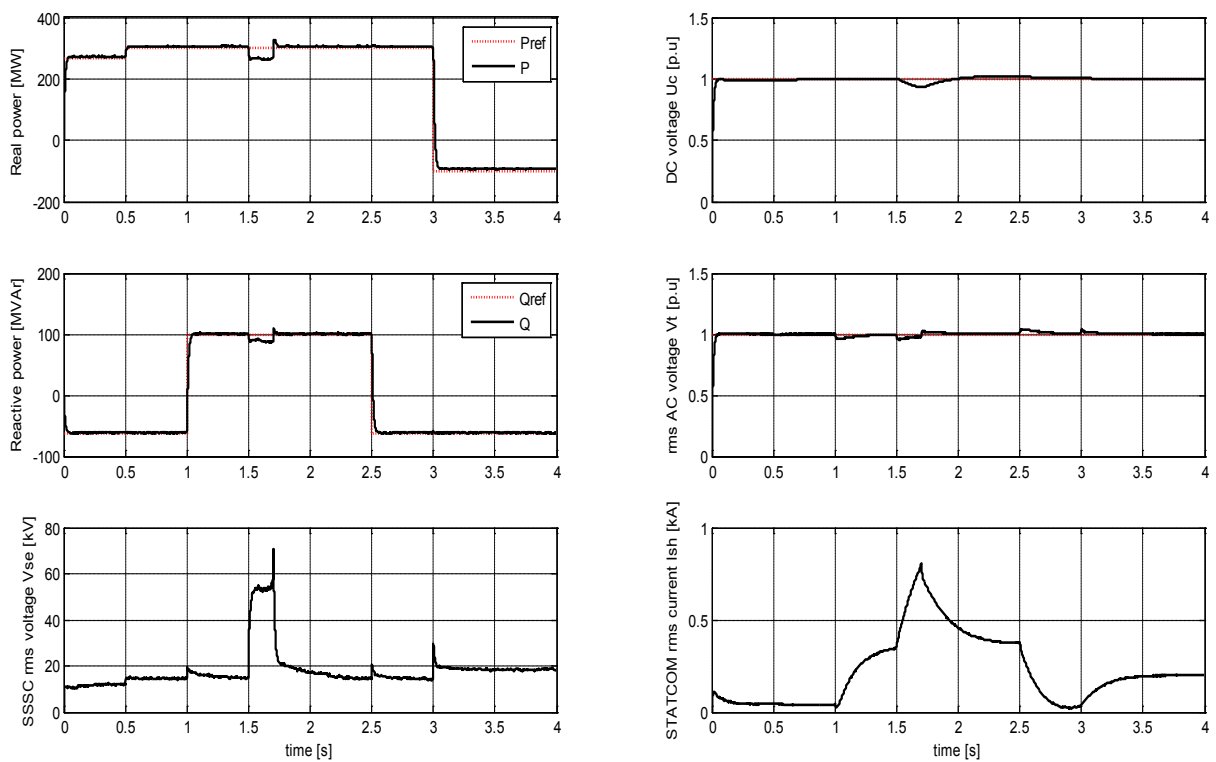 400
200
0
-200
Real power [MW]
Pref
P
0 0.5 1 1.5 2 2.5 3 3.5 4
1.5
1
0.5
0
DC voltage Uc [p.u]
0 0.5 1 1.5 2 2.5 3 3.5 4
200
100
0
-100
Reactive power [MVAr]
Qref
Q
0 0.5 1 1.5 2 2.5 3 3.5 4
1.5
1
0.5
0
rms AC voltage Vt [p.u]
0 0.5 1 1.5 2 2.5 3 3.5 4
80
60
40
20
0
SSSC rms voltage Vse [kV]
0 0.5 1 1.5 2 2.5 3 3.5 4
time [s]
1
0.5
0
STATCOM rms current Ish [kA]
0 0.5 1 1.5 2 2.5 3 3.5 4
time [s]